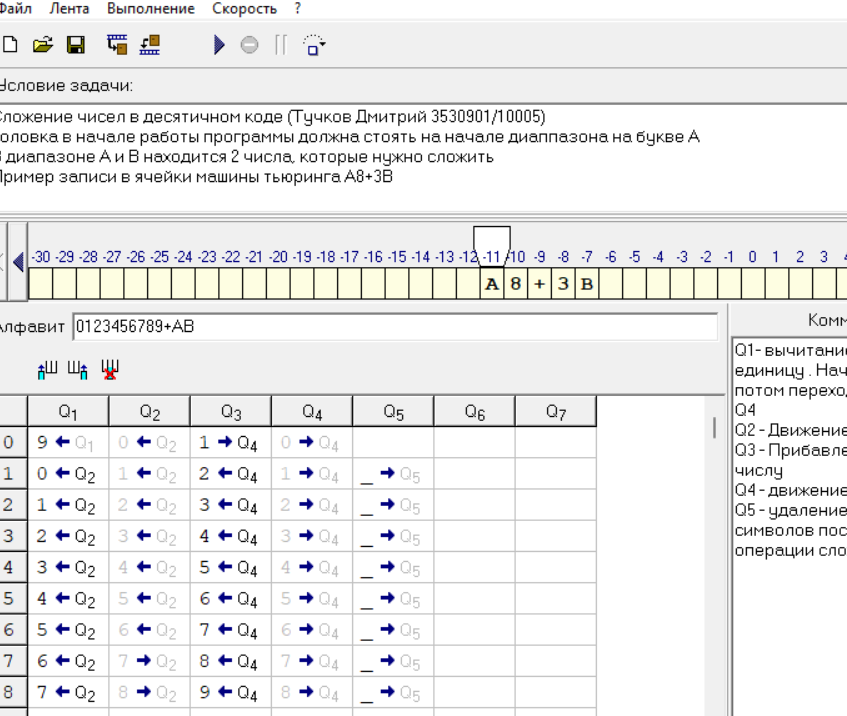 Файл Лента Выполнение Скорость ?
Условие задачи:
Сложение чисел в десятичном коде (Тучков Дмитрий 3530901/10005)
Головка в начале работы программы должна стоять на начале диаппазона на букве А
В диапазоне А и В находится 2 числа, которые нужно сложить
Пример записи в ячейки машины тьюринга А8+3В
-30 -29 -28 -27 -26 -25 -24 -23 -22 -21 -20 -19 -18 -17 -16 -15 -14 -13 -12 -11 -10 -9 -8 -7 -6 -5 -4 -3 -2 -1 0 1 2 3 4
A 8 + 3 B
Алфавит 0123456789+AB
Комм
Q1- вычитание
единицу . Нач
потом перехо
Q4
Q2 - Движение
Q3 - Прибавле
числу
Q4 - движение
Q5 - удаление
символов пос
операции сло
Q1 Q2 Q3 Q4 Q5 Q6 Q7
0 9 ← Q1 0 ← Q2 1 → Q4 0 → Q4
1 0 ← Q2 1 ← Q2 2 ← Q4 1 → Q4 _ → Q5
2 1 ← Q2 2 ← Q2 3 ← Q4 2 → Q4 _ → Q5
3 2 ← Q2 3 ← Q2 4 ← Q4 3 → Q4 _ → Q5
4 3 ← Q2 4 ← Q2 5 ← Q4 4 → Q4 _ → Q5
5 4 ← Q2 5 ← Q2 6 ← Q4 5 → Q4 _ → Q5
6 5 ← Q2 6 ← Q2 7 ← Q4 6 → Q4 _ → Q5
7 6 ← Q2 7 → Q2 8 ← Q4 7 → Q4 _ → Q5
8 7 ← Q2 8 → Q2 9 ← Q4 8 → Q4 _ → Q5